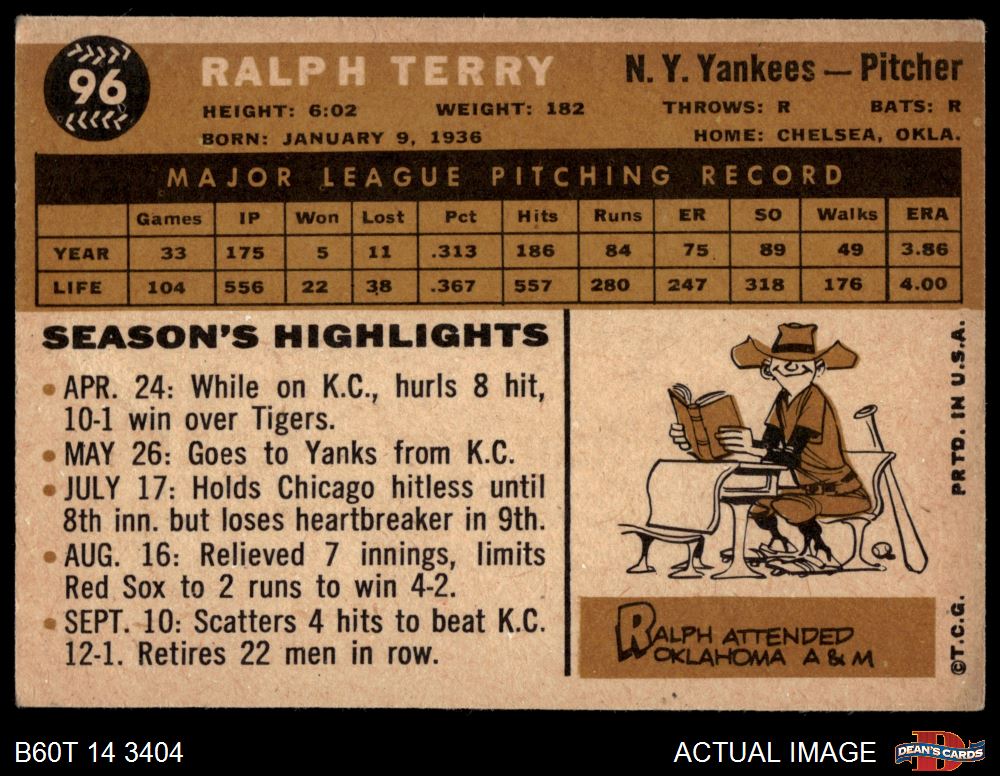 96
RALPH TERRY
N. Y. Yankees — Pitcher
HEIGHT: 6:02 WEIGHT: 182 THROWS: R BATS: R
BORN: JANUARY 9, 1936 HOME: CHELSEA, OKLA.
MAJOR LEAGUE PITCHING RECORD
Games IP Won Lost Pct Hits Runs ER SO Walks ERA
YEAR 33 175 5 11 .313 186 84 75 89 49 3.86
LIFE 104 556 22 38 .367 557 280 247 318 176 4.00
SEASON'S HIGHLIGHTS
• APR. 24: While on K.C., hurls 8 hit,
10-1 win over Tigers.
• MAY 26: Goes to Yanks from K.C.
• JULY 17: Holds Chicago hitless until
8th inn. but loses heartbreaker in 9th.
• AUG. 16: Relieved 7 innings, limits
Red Sox to 2 runs to win 4-2.
• SEPT. 10: Scatters 4 hits to beat K.C.
12-1. Retires 22 men in row.
RALPH ATTENDED
OKLAHOMA A & M
©T.C.G. PRTD. IN U.S.A.
B60T 14 3404
ACTUAL IMAGE
DEAN'S CARDS